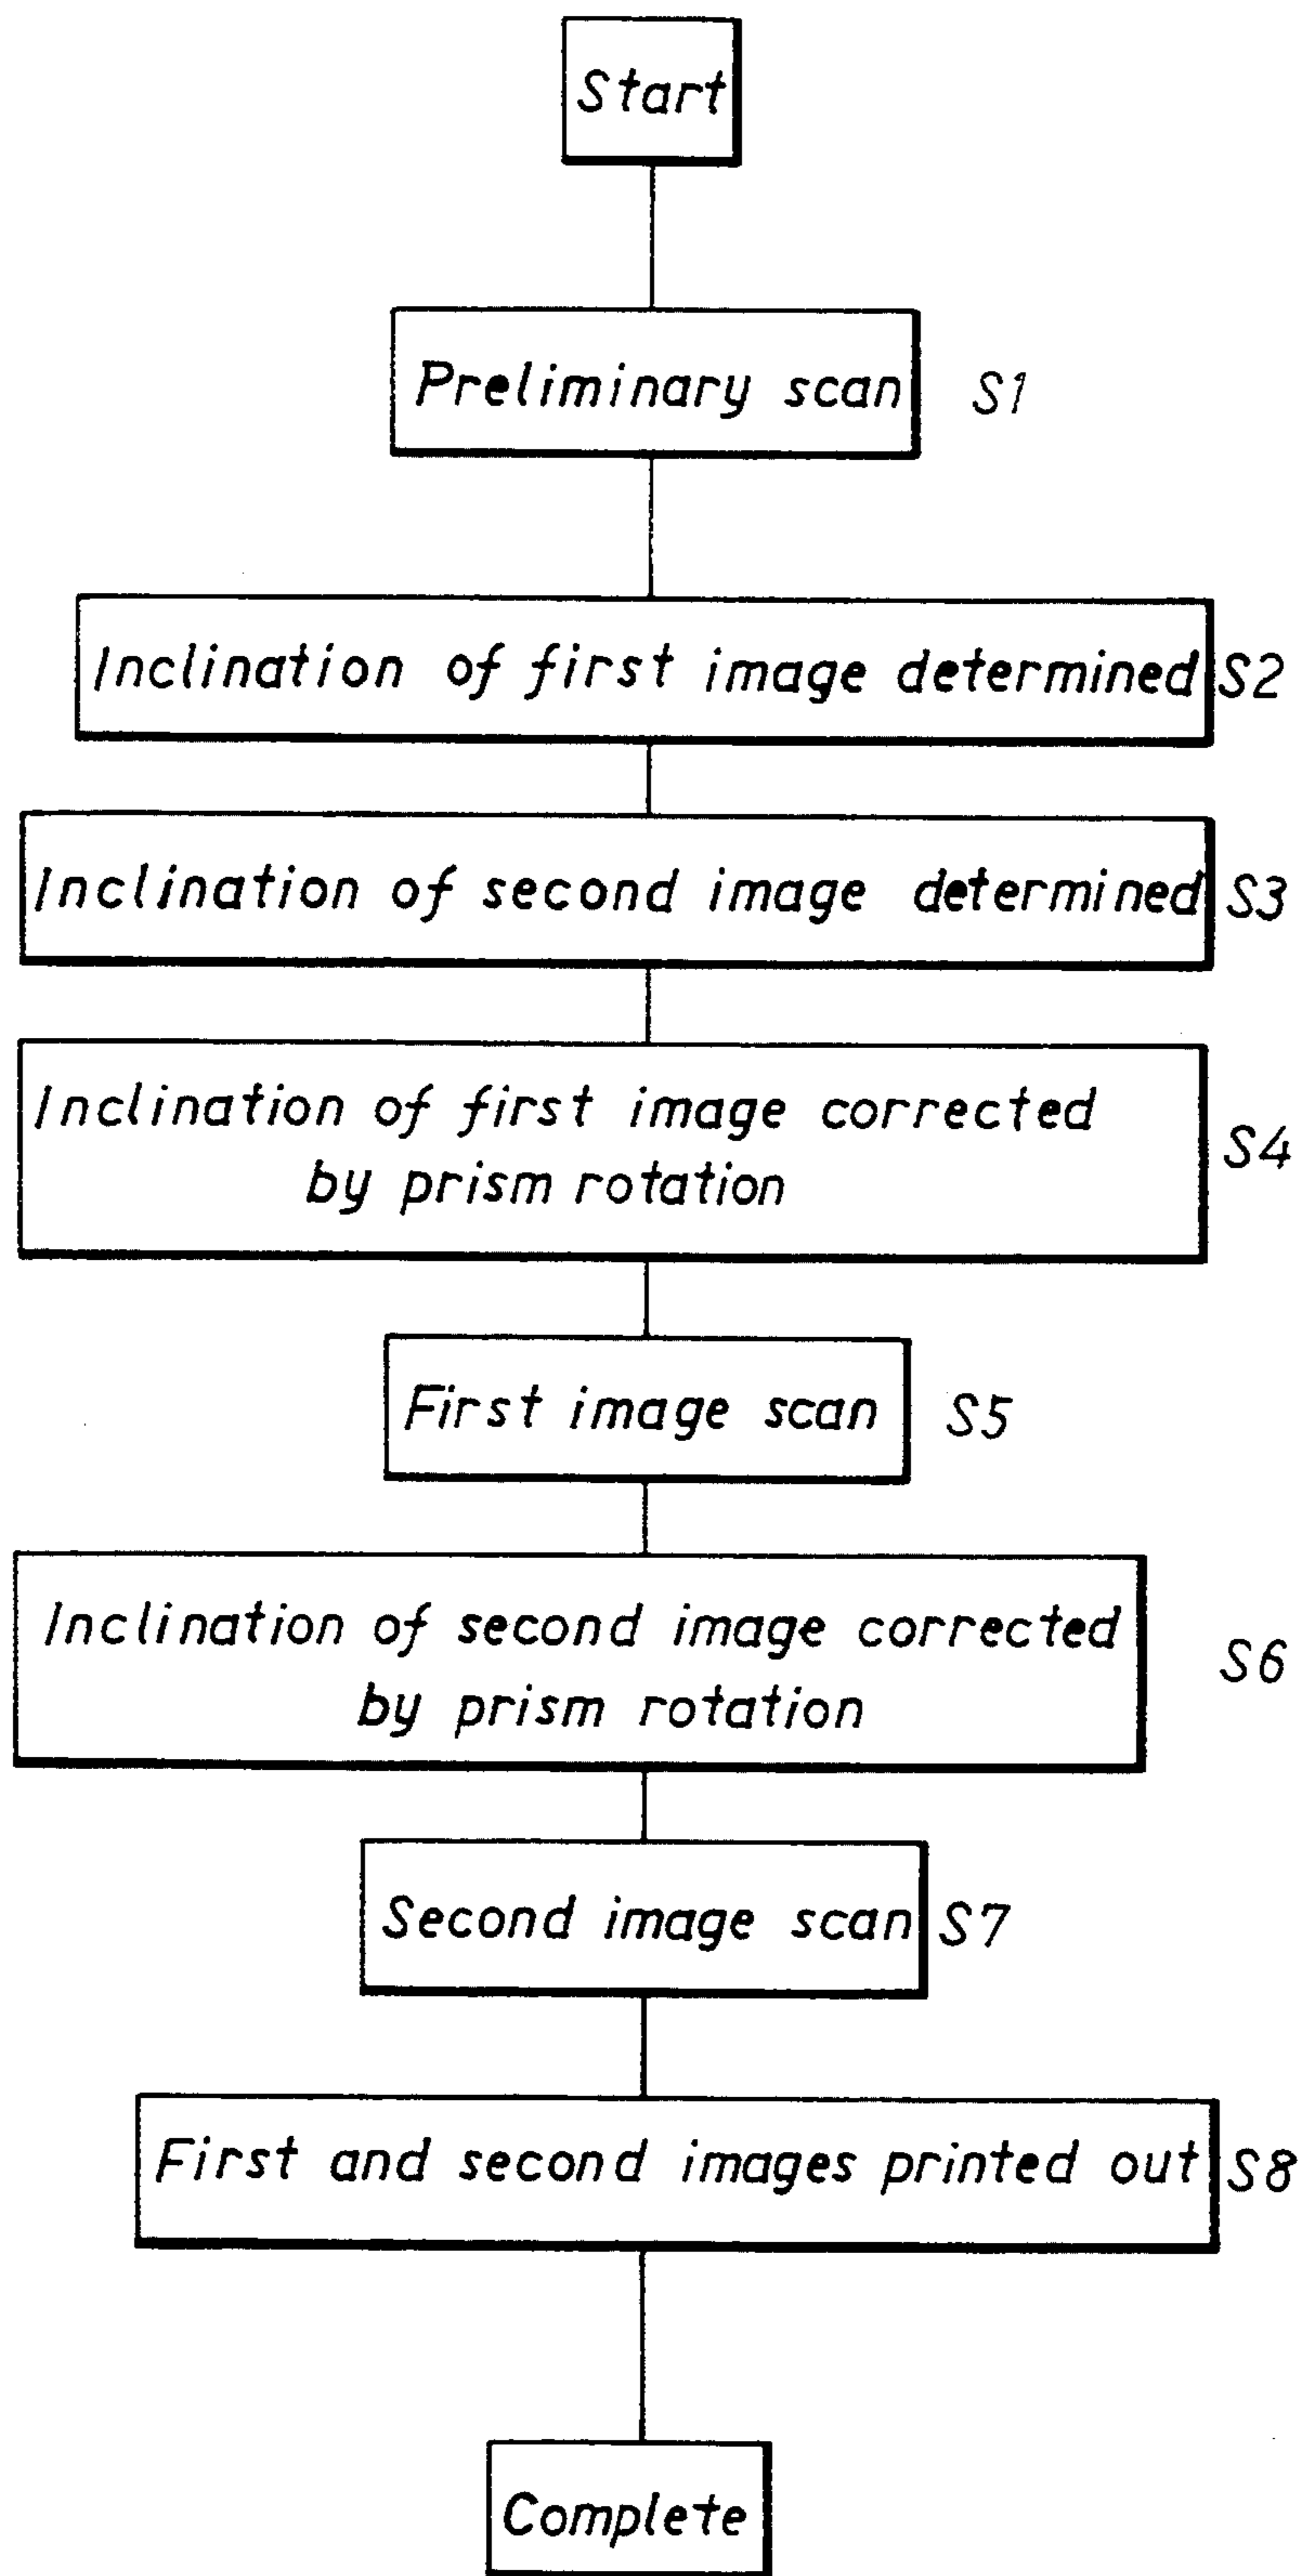 Start
Preliminary scan S1
Inclination of first image determined S2
Inclination of second image determined S3
Inclination of first image corrected
by prism rotation S4
First image scan S5
Inclination of second image corrected
by prism rotation S6
Second image scan S7
First and second images printed out S8
Complete